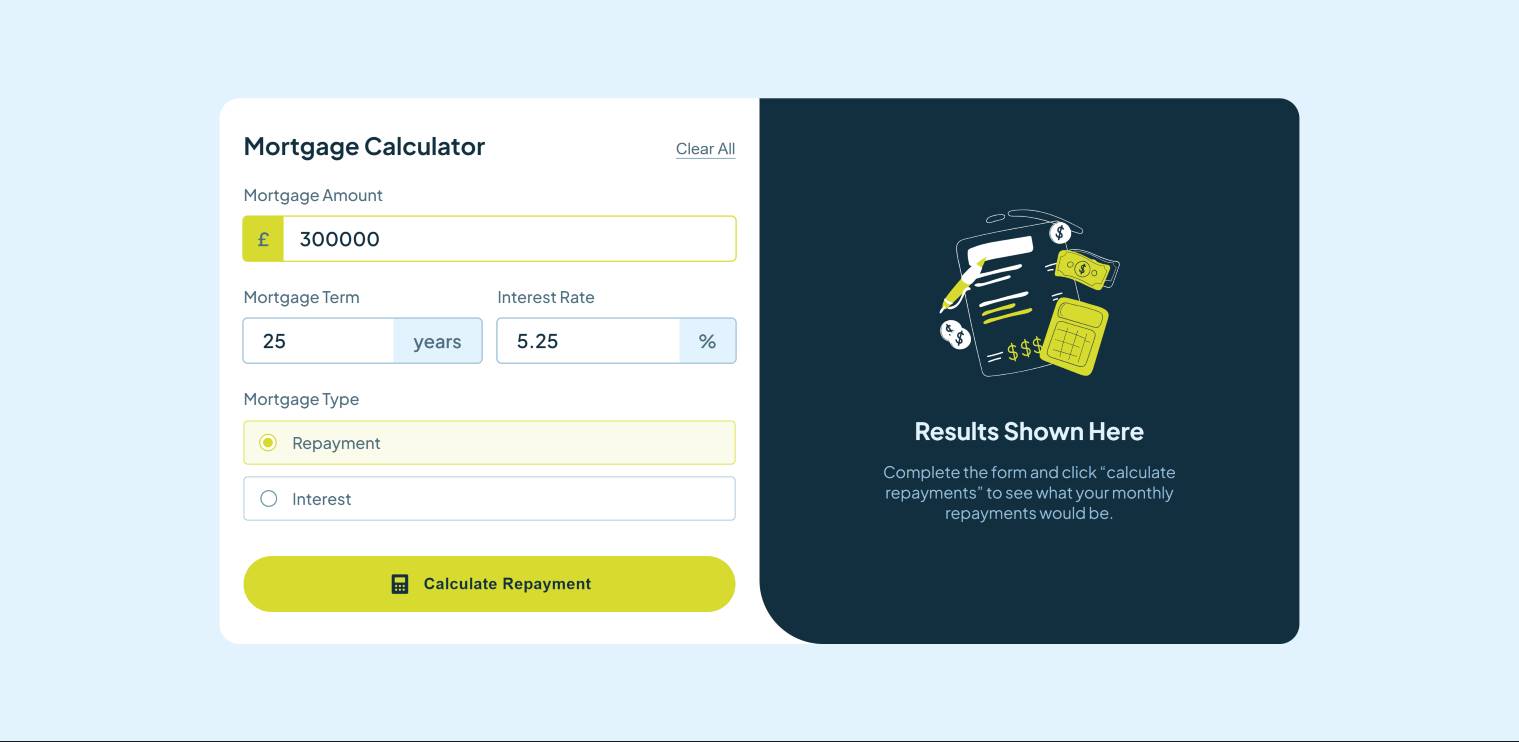 Mortgage Calculator
Clear All
Mortgage Amount
£ 300000
Mortgage Term
Interest Rate
25 years
5.25 %
Mortgage Type
Repayment
Interest
Calculate Repayment
$
$
$
$
$$$
Results Shown Here
Complete the form and click “calculate
repayments” to see what your monthly
repayments would be.